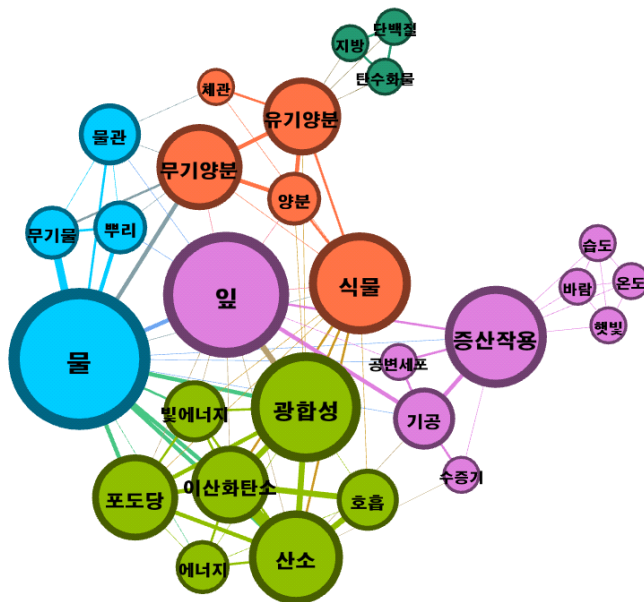 단백질
지방
탄수화물
체관
유기양분
물관
무기양분
양분
무기물
뿌리
습도
바람
온도
햇빛
잎
식물
증산작용
물
공변세포
광합성
빛에너지
기공
수증기
이산화탄소
포도당
호흡
산소
에너지